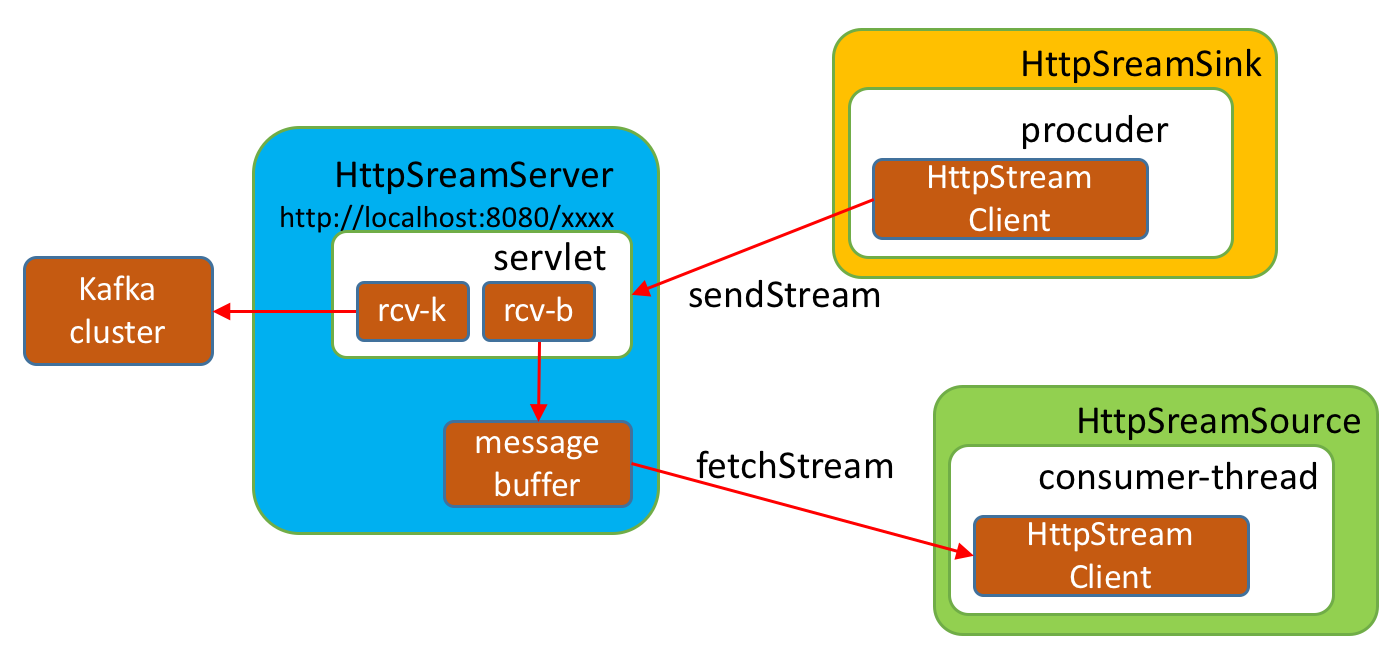 HttpSreamSink
procuder
HttpStream
Client
sendStream
HttpSreamServer
http://localhost:8080/xxxx
servlet
rcv-k
rcv-b
Kafka
cluster
message
buffer
fetchStream
HttpSreamSource
consumer-thread
HttpStream
Client